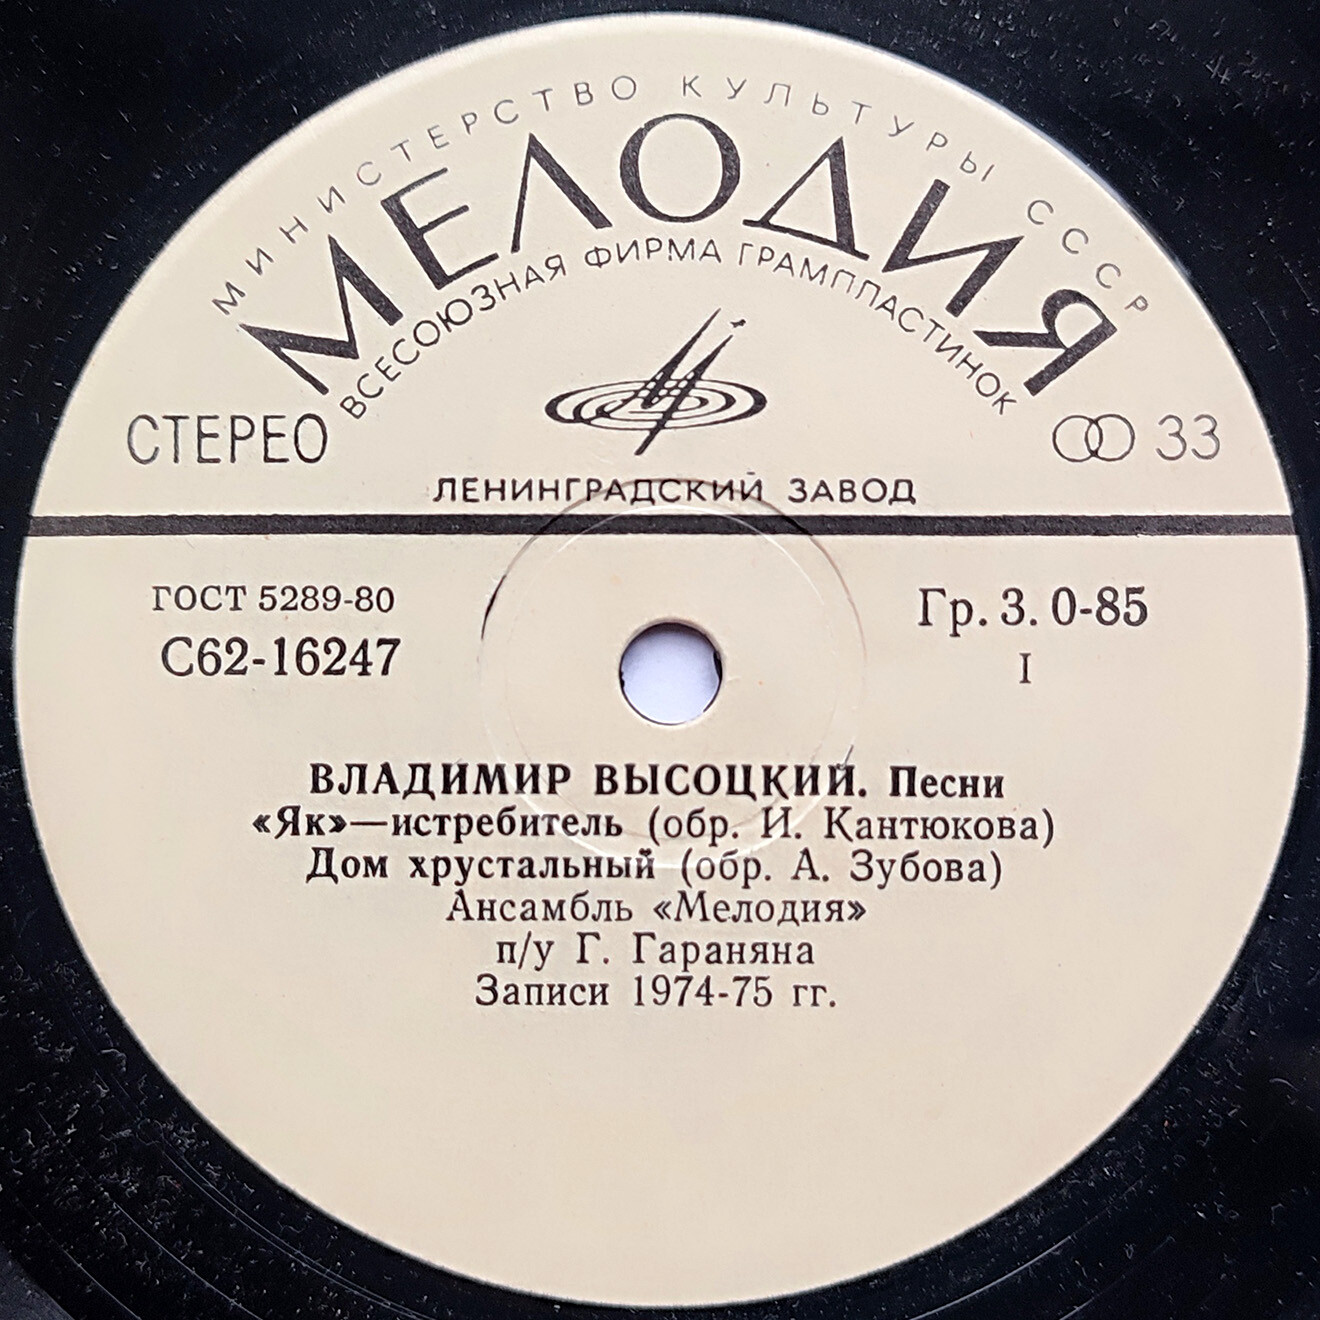 МИНИСТЕРСТВО КУЛЬТУРЫ СССР
МЕЛОДИЯ
ВСЕСОЮЗНАЯ ФИРМА ГРАМПЛАСТИНОК
СТЕРЕО
33
ЛЕНИНГРАДСКИЙ ЗАВОД
ГОСТ 5289-80
С62-16247
Гр. 3. 0-85
I
ВЛАДИМИР ВЫСОЦКИЙ. Песни
«Як»—истребитель (обр. И. Кантюкова)
Дом хрустальный (обр. А. Зубова)
Ансамбль «Мелодия»
п/у Г. Гараняна
Записи 1974-75 гг.